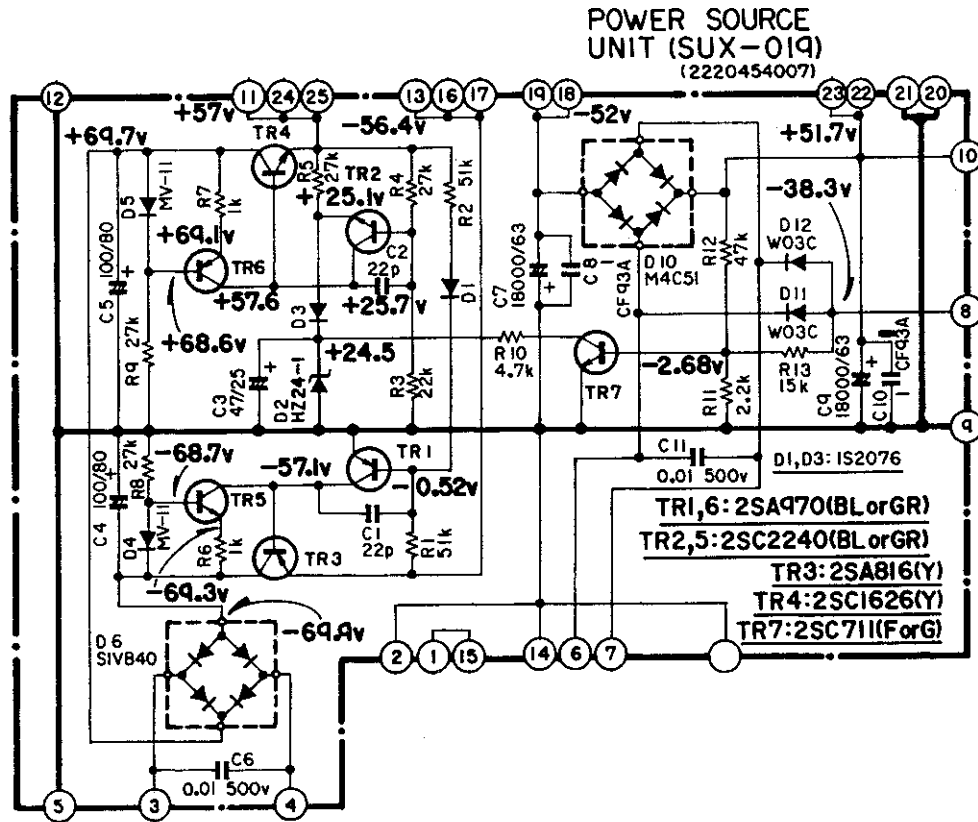 POWER SOURCE
UNIT (SUX-019)
(2220454007)
12
11
24
25
13
16
17
19
18
23
22
21
20
+57v
-56.4v
-52v
+51.7v
+69.7v
TR4
10
R5
27k
TR2
R4
27k
51k
R2
-38.3v
D5
MV-11
R7
1k
+25.1v
D12
W03C
100/80
+
C5
+69.1v
TR6
C2
22p
R12
47k
D10
M4C51
C7
18000/63
+
C8
1
CF93A
D1
D11
W03C
8
+57.6
+25.7v
D3
+68.6v
R9 27k
+24.5
R10
4.7k
TR7
-2.68v
R13
15k
C9
18000/63
+
C10
1
CF93A
C3
47/25
+
D2
HZ24-1
R3
22k
R11
2.2k
9
C4
100/80
+
R8 27k
-68.7v
-57.1v
TR1
-0.52v
C11
0.01 500v
D1,D3: 1S2076
TR5
D4
MV-11
R6
1k
TR3
C1
22p
R1
51k
TR1,6: 2SA970(BLorGR)
TR2,5: 2SC2240(BLorGR)
TR3: 2SA816(Y)
TR4: 2SC1626(Y)
TR7: 2SC711(ForG)
-69.3v
-69.9v
D6
S1VB40
2
1
15
14
6
7
C6
0.01 500v
5
3
4